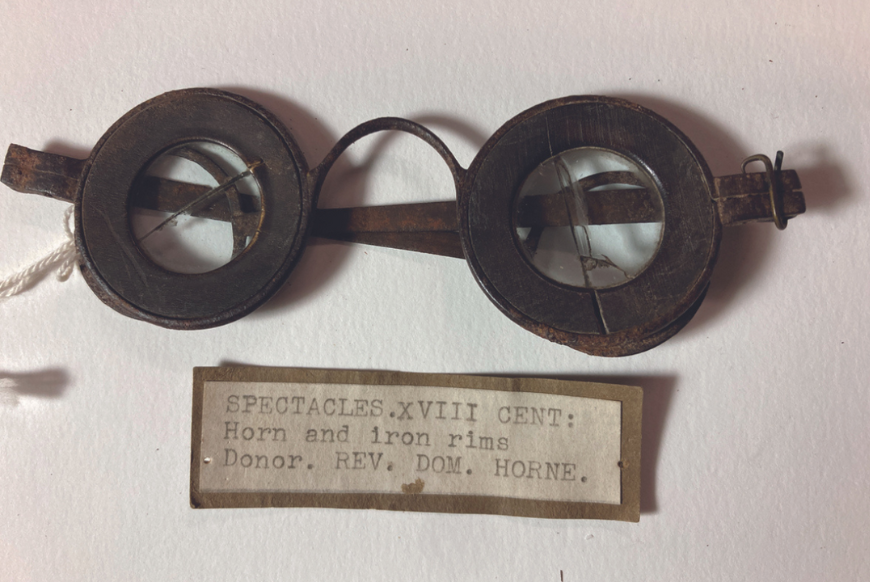 SPECTACLES.XVIII CENT:
Horn and iron rims
Donor. REV. DOM. HORNE.